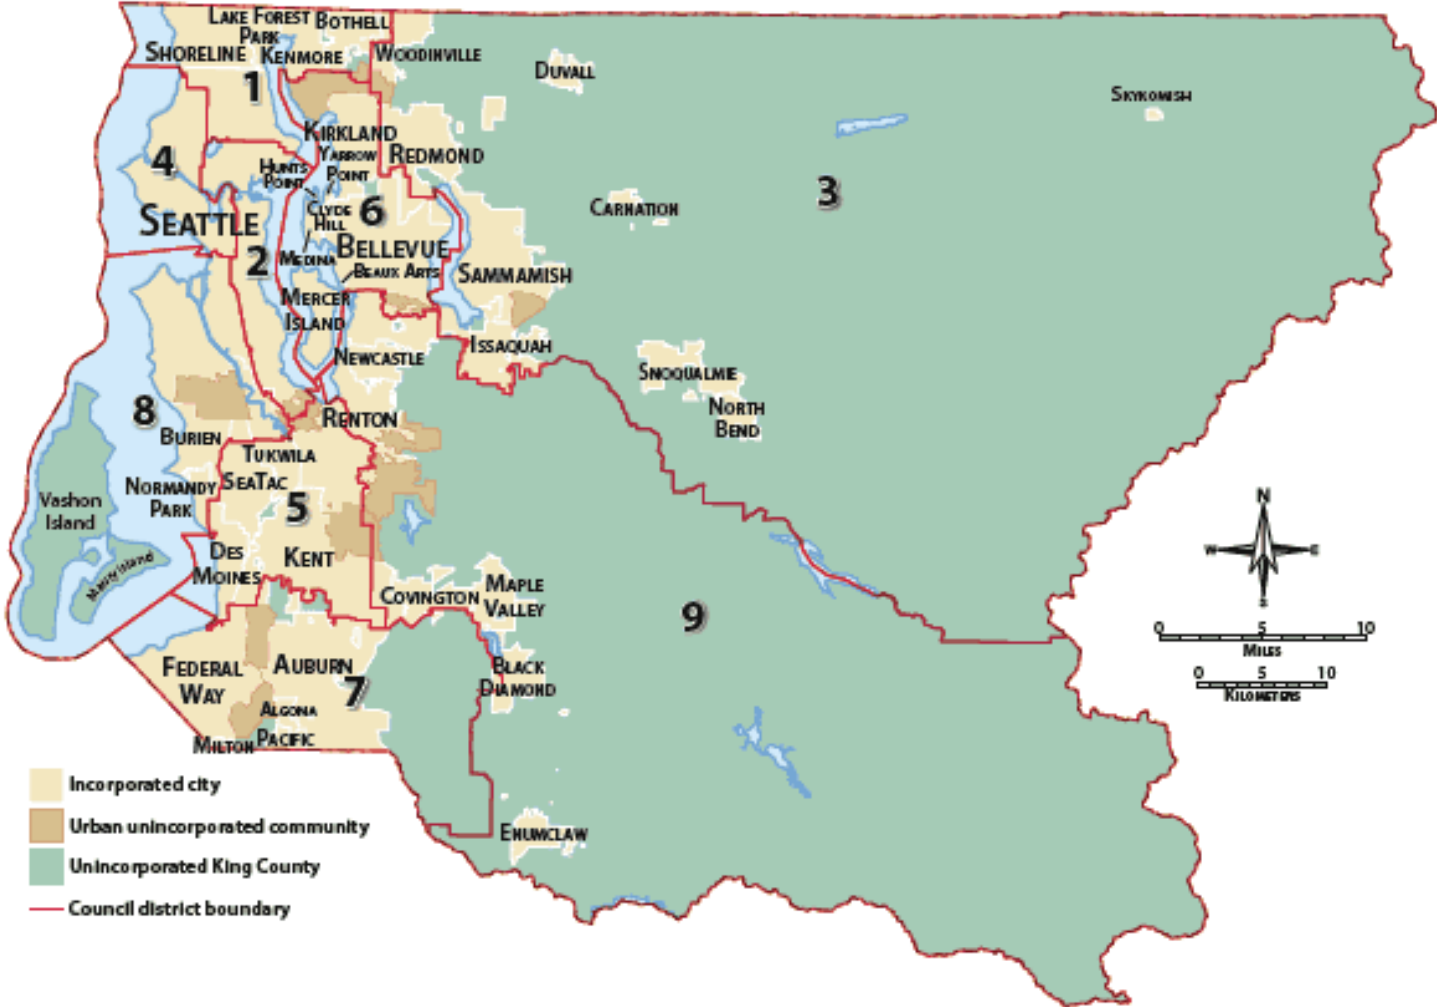 LAKE FOREST
PARK
BOTHELL
SHORELINE
KENMORE
WOODINVILLE
DUVALL
SKYKOMISH
1
KIRKLAND
YARROW
POINT
REDMOND
4
HUNTS
POINT
3
CARNATION
6
CLYDE
HILL
SEATTLE
2
MEDINA
BELLEVUE
BEAUX ARTS
SAMMAMISH
MERCER
ISLAND
NEWCASTLE
ISSAQUAH
SNOQUALMIE
NORTH
BEND
8
RENTON
BURIEN
TUKWILA
SEATAC
NORMANDY
PARK
5
Vashon
Island
Maury Island
DES
MOINES
KENT
COVINGTON
MAPLE
VALLEY
9
N
W E
S
0 5 10
MILES
0 5 10
KILOMETERS
FEDERAL
WAY
AUBURN
7
BLACK
DIAMOND
ALGONA
PACIFIC
MILTON
ENUMCLAW
Incorporated city
Urban unincorporated community
Unincorporated King County
Council district boundary